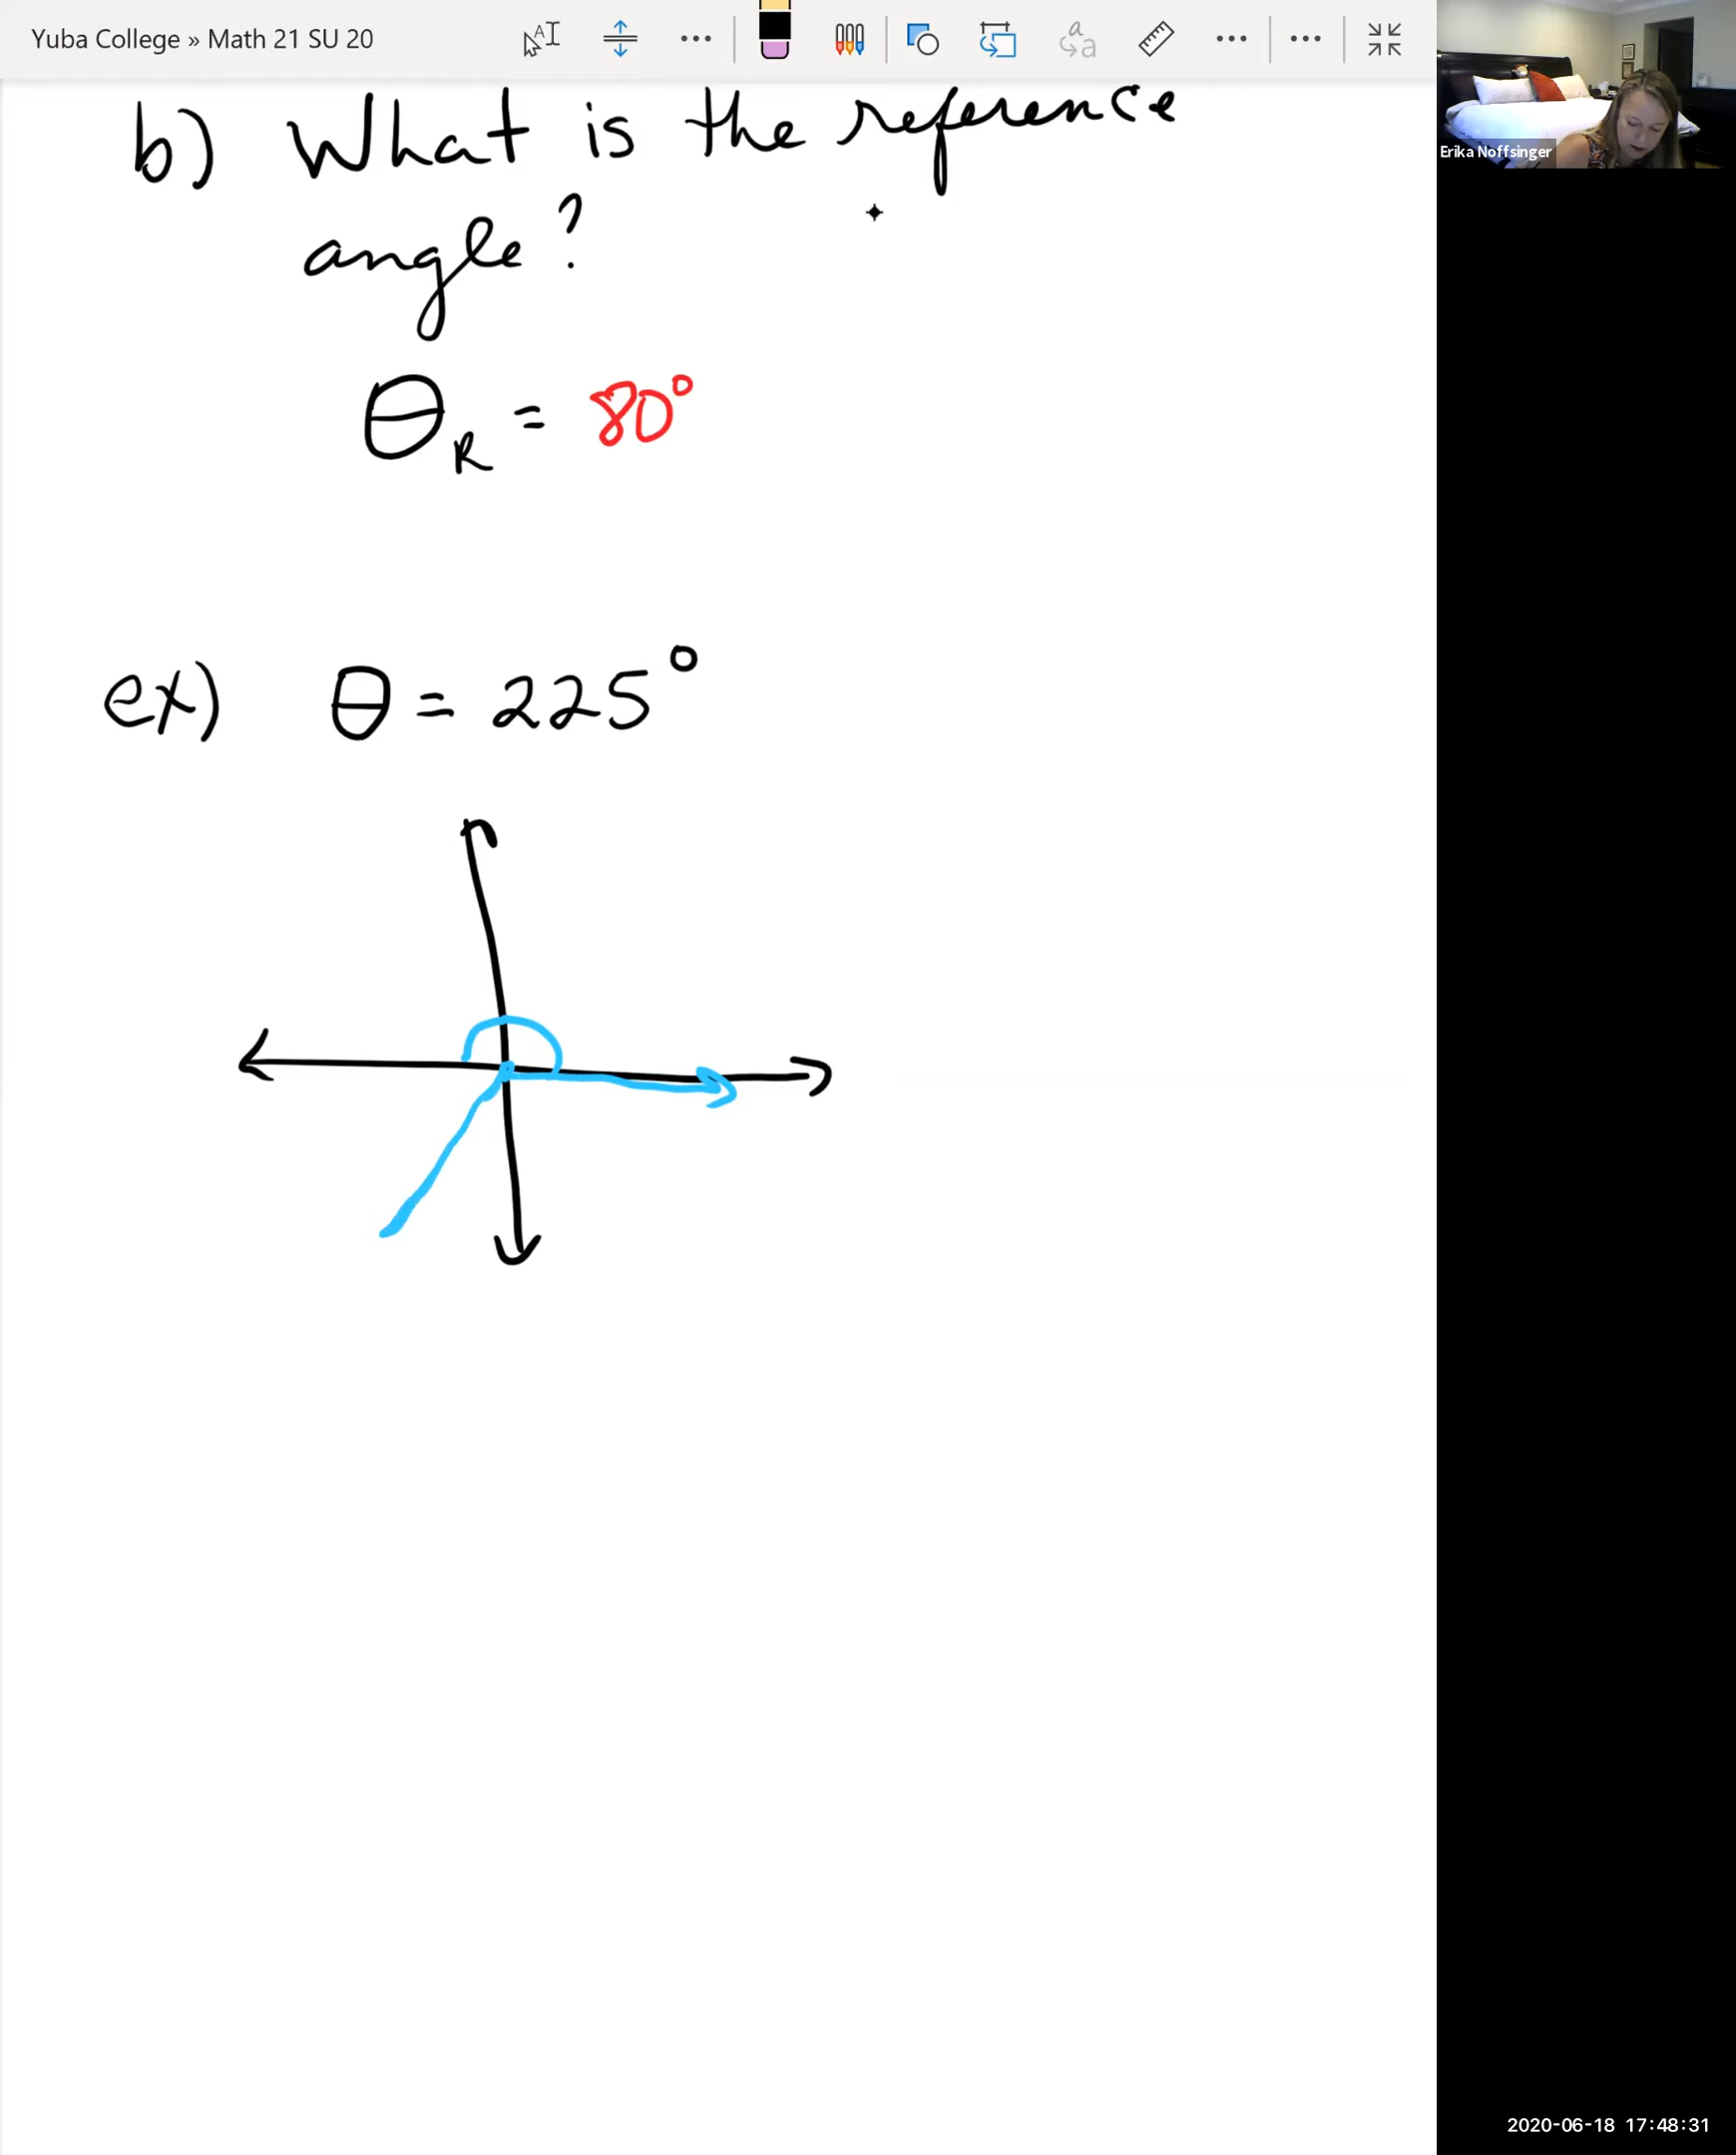 Yuba College » Math 21 SU 20
Erika Noffsinger
b) What is the reference
angle?
θ_R = 80°
ex) θ = 225°
2020-06-18 17:48:31